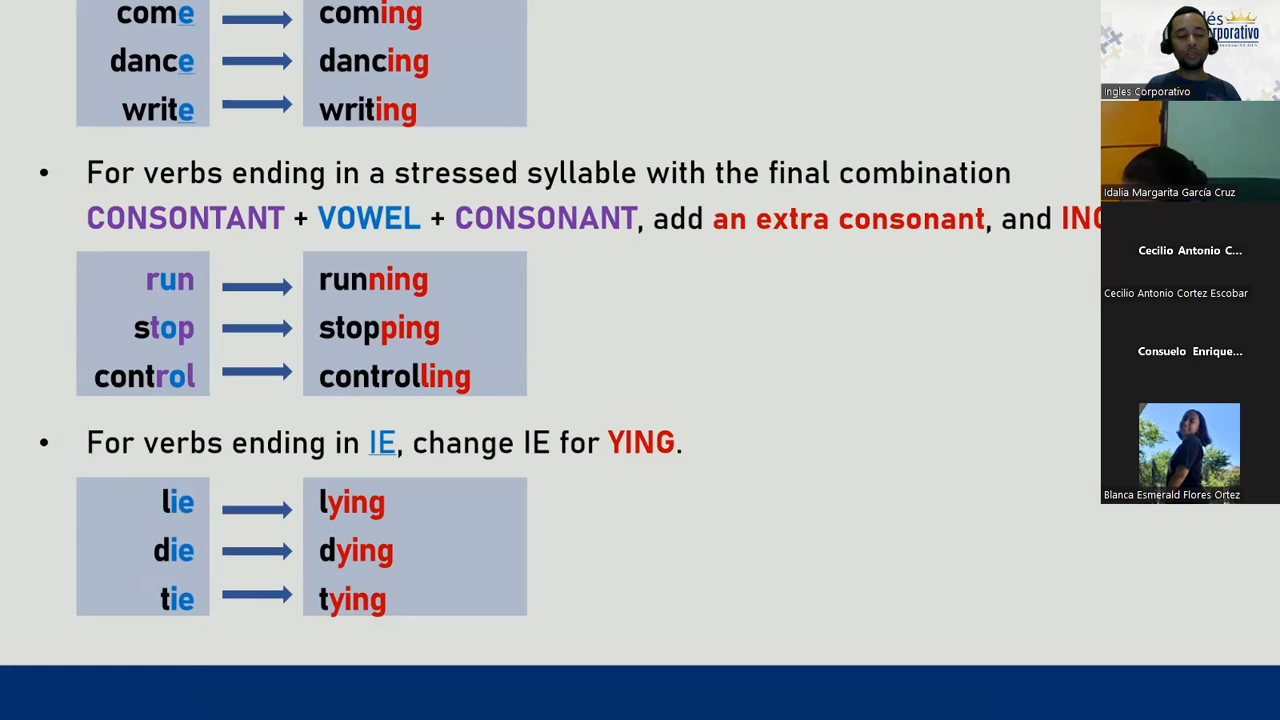 come coming
dance dancing
write writing
• For verbs ending in a stressed syllable with the final combination
CONSONTANT + VOWEL + CONSONANT, add an extra consonant, and ING
run running
stop stopping
control controlling
• For verbs ending in IE, change IE for YING.
lie lying
die dying
tie tying
Ingles Corporativo
Idalia Margarita García Cruz
Cecilio Antonio C...
Cecilio Antonio Cortez Escobar
Consuelo Enrique...
Blanca Esmerald Flores Ortez